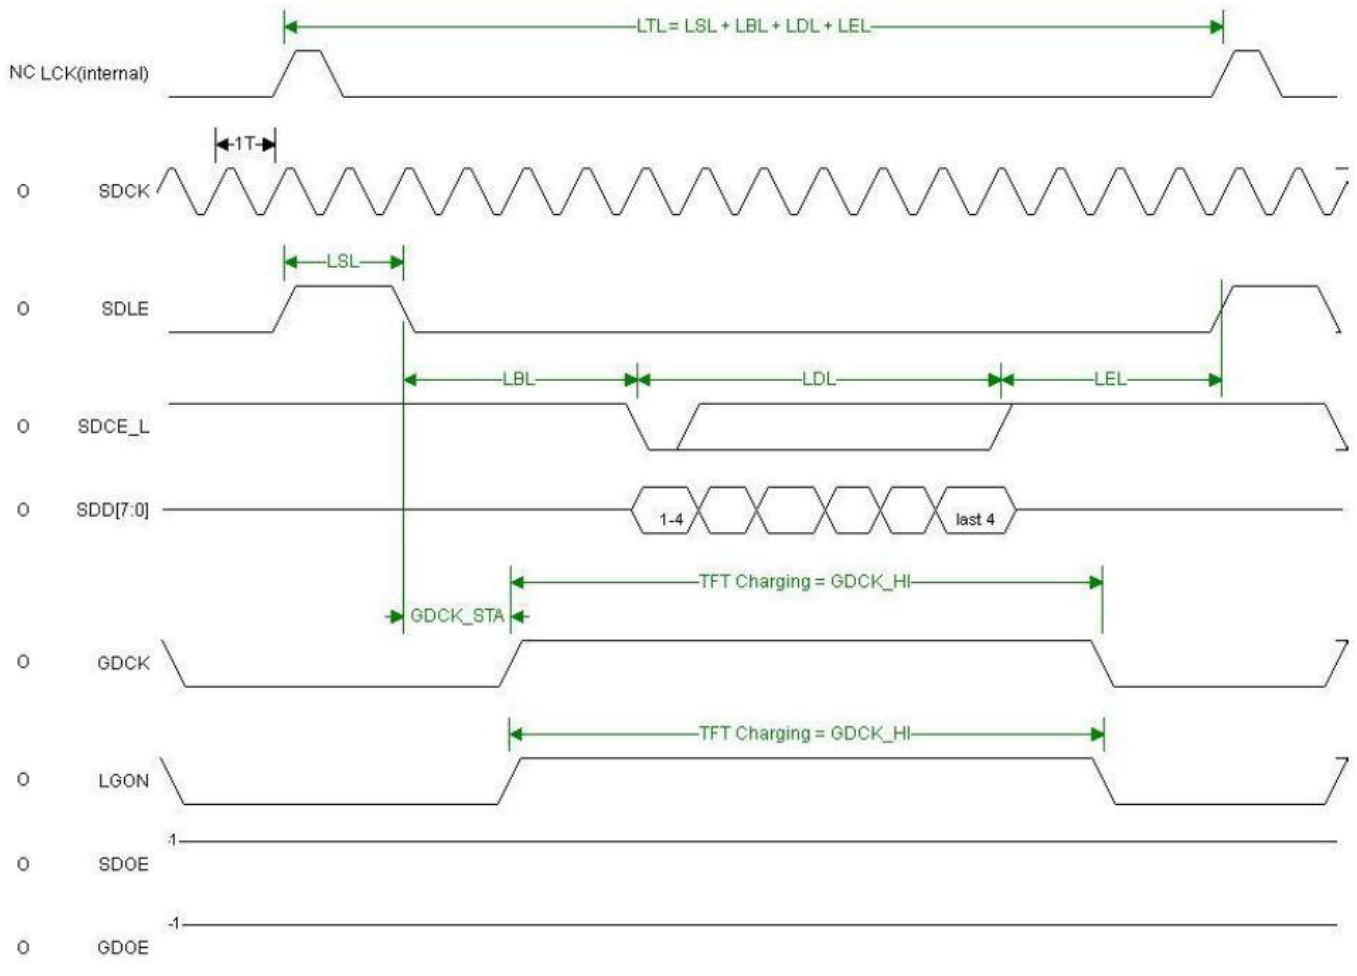 LTL = LSL + LBL + LDL + LEL
NC LCK(internal)
1T
O SDCK
LSL
O SDLE
LBL LDL LEL
O SDCE_L
O SDD[7:0] 1-4 last 4
TFT Charging = GDCK_HI
GDCK_STA
O GDCK
TFT Charging = GDCK_HI
O LGON
1
O SDOE
1
O GDOE